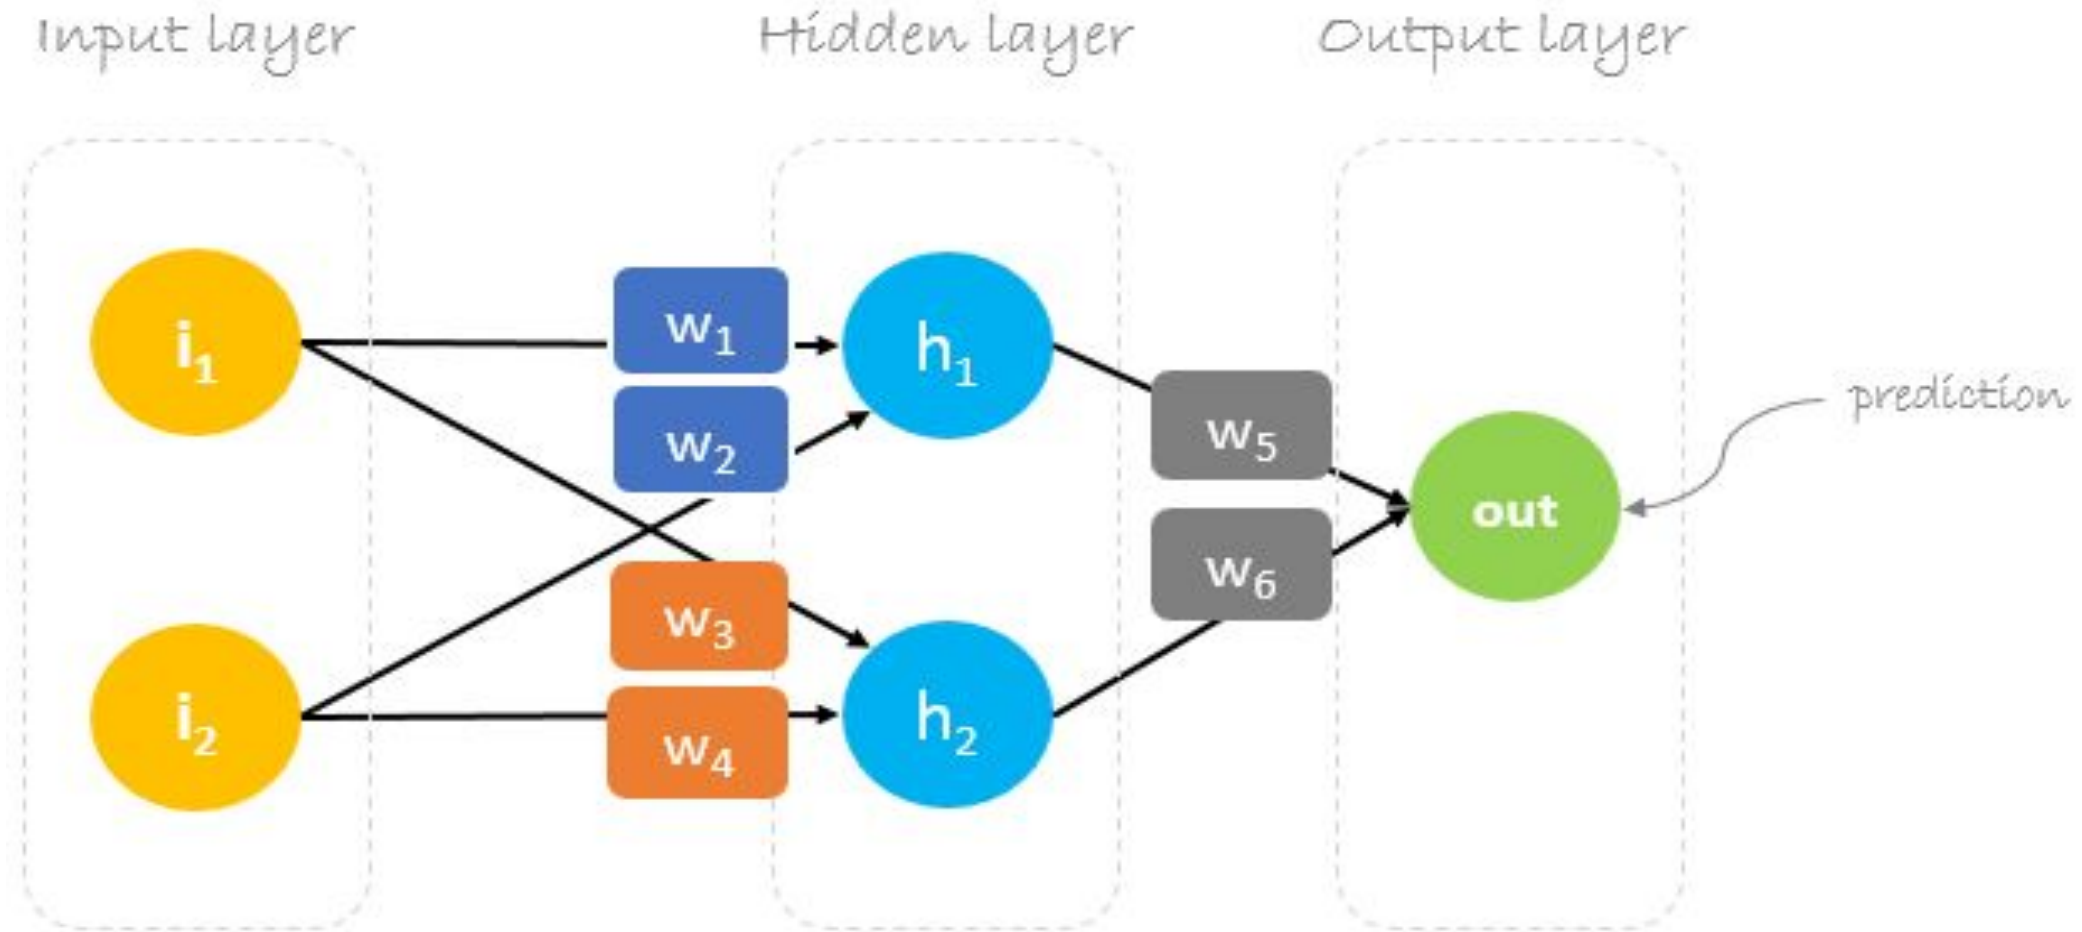 Input layer
Hidden layer
Output layer
i₁
w₁
h₁
w₂
w₅
prediction
out
w₆
w₃
i₂
w₄
h₂